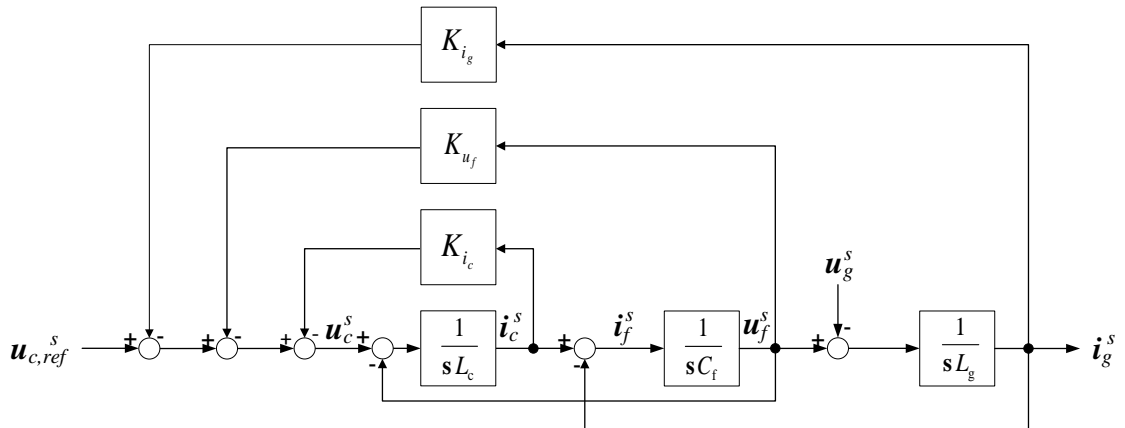 K_{i_g}
K_{u_f}
K_{i_c}
u_g^s
u_{c,ref}^s + - + - + - u_c^s + - 1/(sL_c) i_c^s + - i_f^s 1/(sC_f) u_f^s + - 1/(sL_g) i_g^s